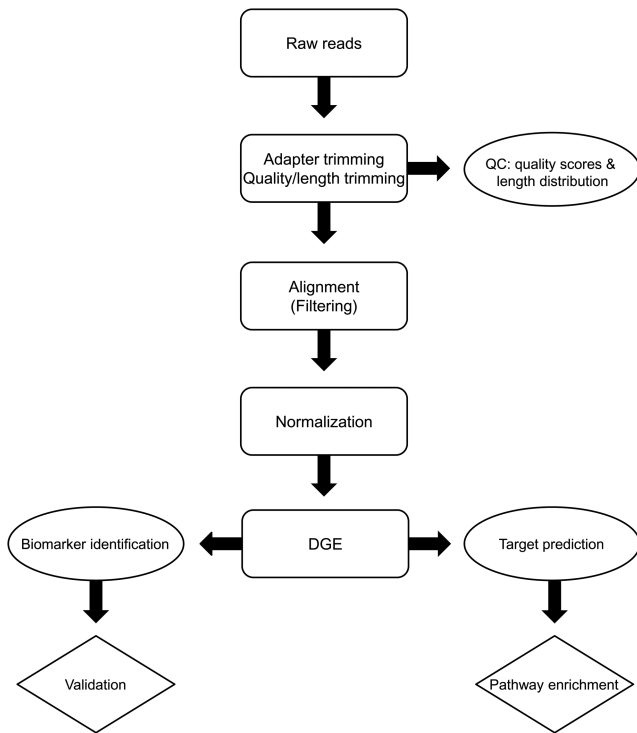 Raw reads
Adapter trimming
Quality/length trimming
QC: quality scores &
length distribution
Alignment
(Filtering)
Normalization
Biomarker identification
DGE
Target prediction
Validation
Pathway enrichment